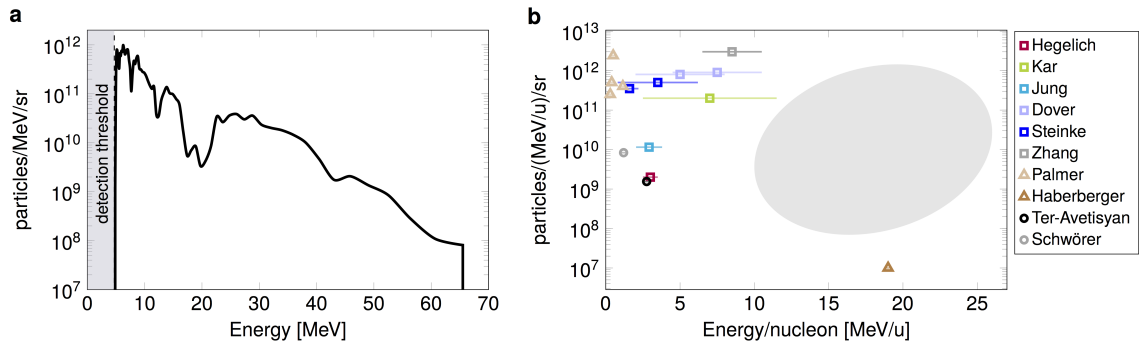 a
particles/MeV/sr
10^12
10^11
10^10
10^9
10^8
10^7
detection threshold
0 10 20 30 40 50 60 70
Energy [MeV]
b
particles/(MeV/u)/sr
10^13
10^12
10^11
10^10
10^9
10^8
10^7
0 5 10 15 20 25
Energy/nucleon [MeV/u]
Hegelich
Kar
Jung
Dover
Steinke
Zhang
Palmer
Haberberger
Ter-Avetisyan
Schwörer